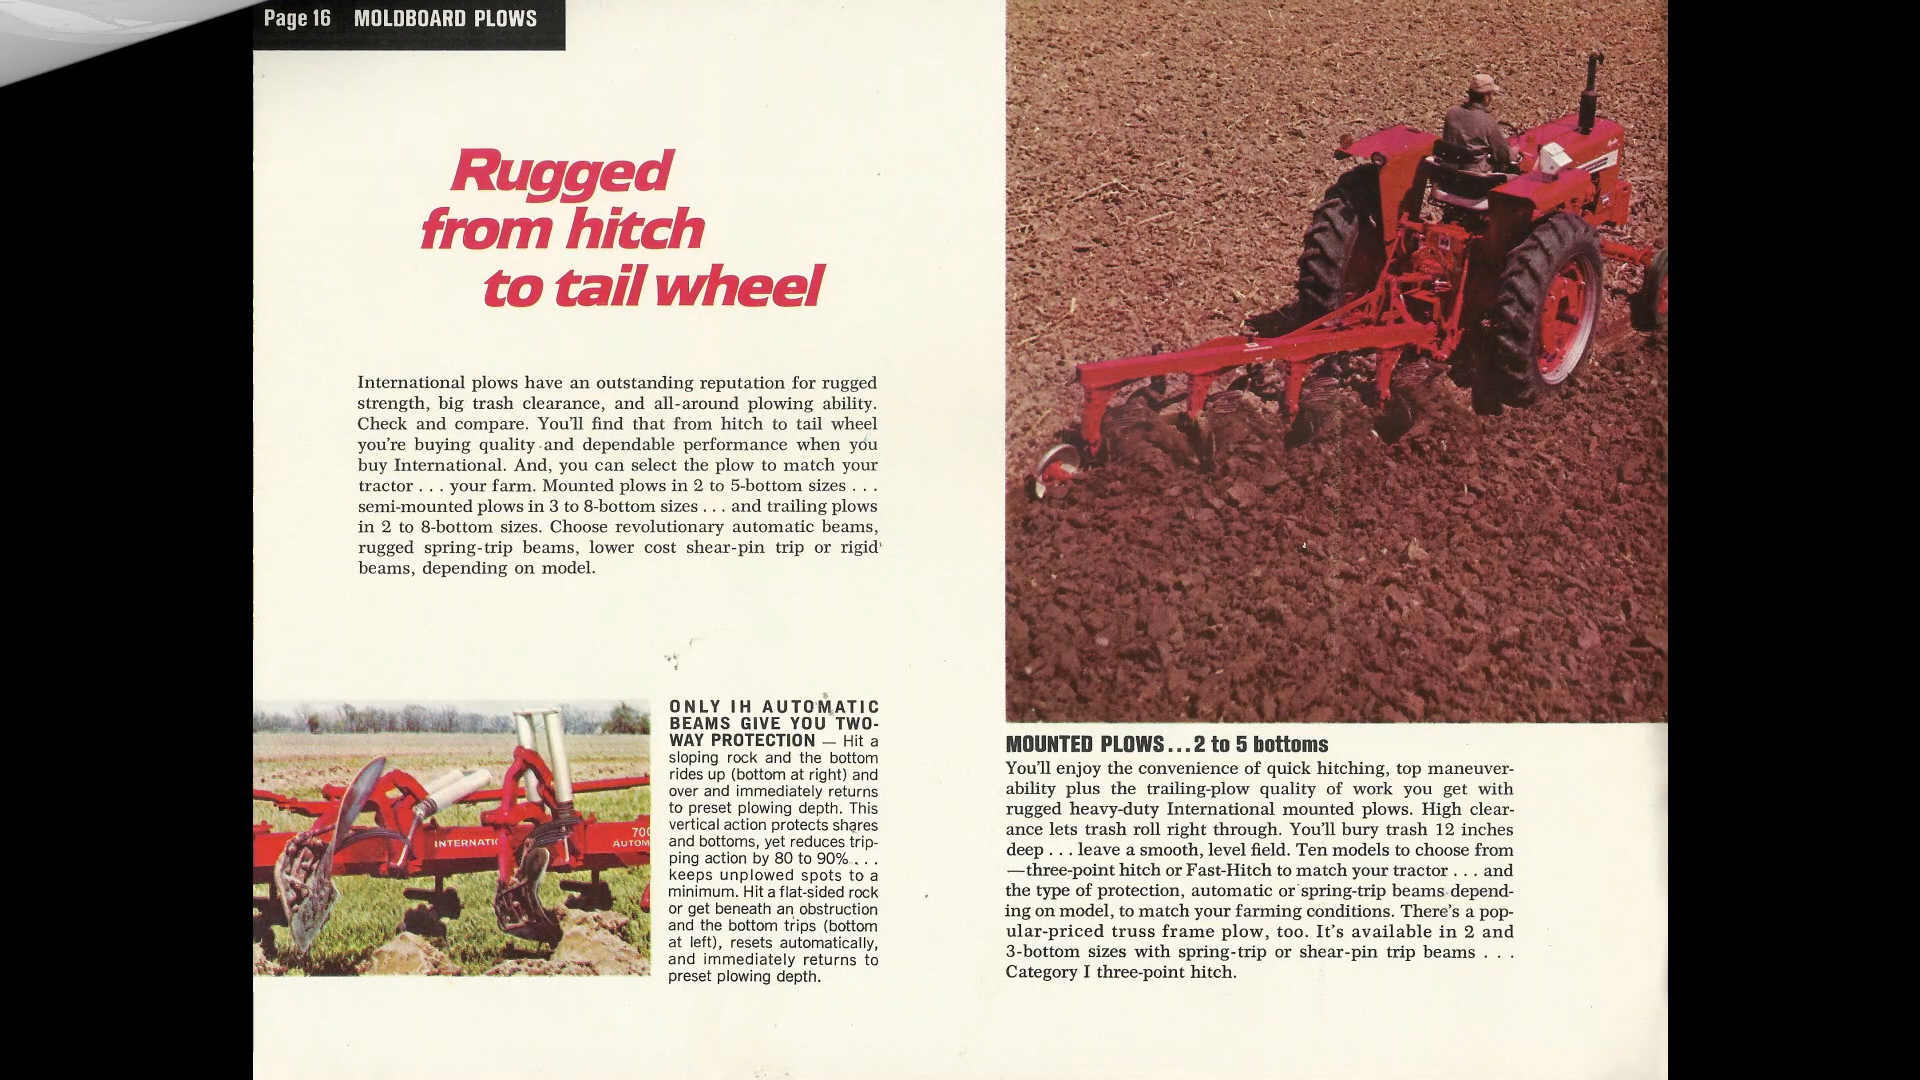 Page 16 MOLDBOARD PLOWS
Rugged
from hitch
to tail wheel
International plows have an outstanding reputation for rugged
strength, big trash clearance, and all-around plowing ability.
Check and compare. You'll find that from hitch to tail wheel
you're buying quality and dependable performance when you
buy International. And, you can select the plow to match your
tractor . . . your farm. Mounted plows in 2 to 5-bottom sizes . . .
semi-mounted plows in 3 to 8-bottom sizes . . . and trailing plows
in 2 to 8-bottom sizes. Choose revolutionary automatic beams,
rugged spring-trip beams, lower cost shear-pin trip or rigid
beams, depending on model.
INTERNATIO
700
AUTOM
ONLY IH AUTOMATIC
BEAMS GIVE YOU TWO-
WAY PROTECTION — Hit a
sloping rock and the bottom
rides up (bottom at right) and
over and immediately returns
to preset plowing depth. This
vertical action protects shares
and bottoms, yet reduces trip-
ping action by 80 to 90% . . .
keeps unplowed spots to a
minimum. Hit a flat-sided rock
or get beneath an obstruction
and the bottom trips (bottom
at left), resets automatically,
and immediately returns to
preset plowing depth.
MOUNTED PLOWS...2 to 5 bottoms
You'll enjoy the convenience of quick hitching, top maneuver-
ability plus the trailing-plow quality of work you get with
rugged heavy-duty International mounted plows. High clear-
ance lets trash roll right through. You'll bury trash 12 inches
deep . . . leave a smooth, level field. Ten models to choose from
—three-point hitch or Fast-Hitch to match your tractor . . . and
the type of protection, automatic or spring-trip beams depend-
ing on model, to match your farming conditions. There's a pop-
ular-priced truss frame plow, too. It's available in 2 and
3-bottom sizes with spring-trip or shear-pin trip beams . . .
Category I three-point hitch.